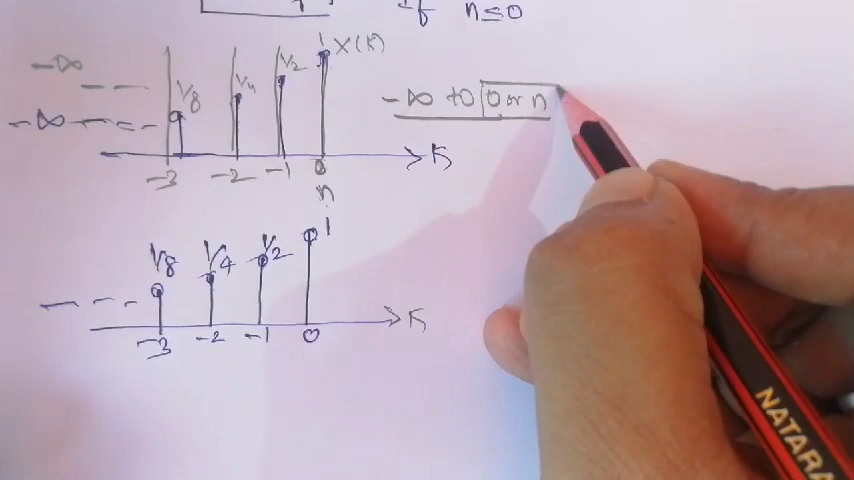 if n≤0
1 X(K)
-∞ 1/8 1/4 1/2
-∞ -∞ to 0 or n
K
-3 -2 -1 0
n
1/8 1/4 1/2 1
K
-3 -2 -1 0
NATARA